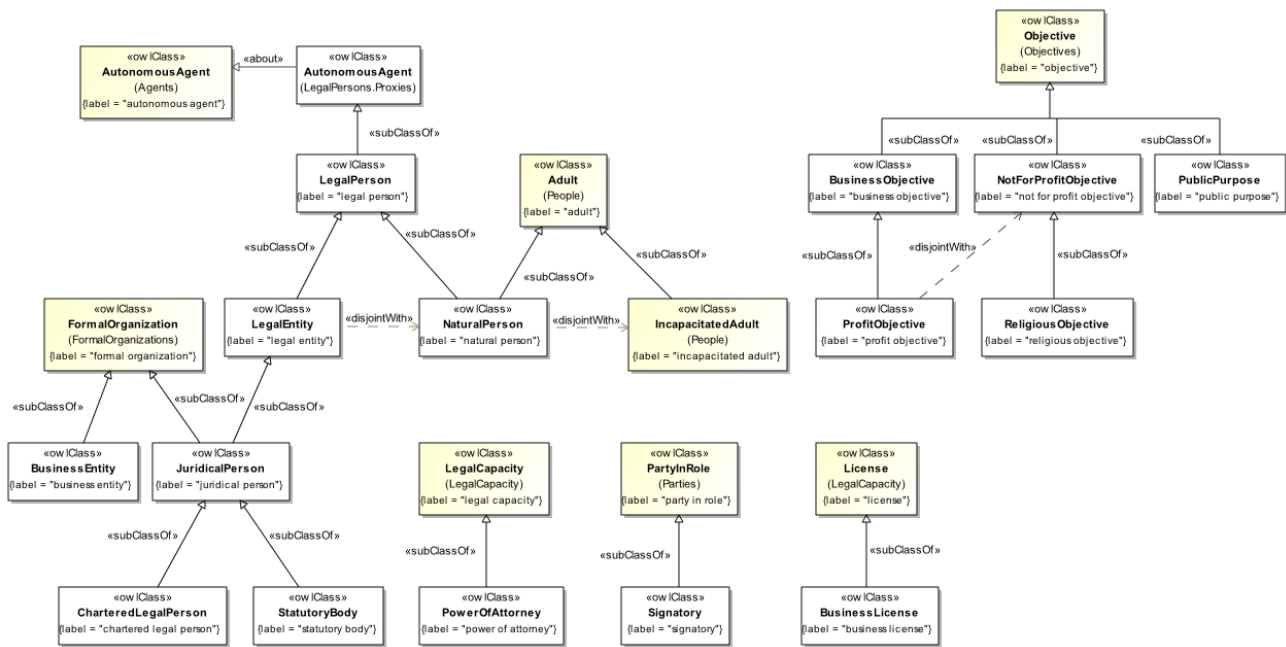 «owlClass»
Objective
(Objectives)
{label = "objective"}
«owlClass»
AutonomousAgent
(Agents)
{label = "autonomous agent"}
«about»
«owlClass»
AutonomousAgent
(LegalPersons.Proxies)
«subClassOf»
«subClassOf»
«subClassOf»
«subClassOf»
«owlClass»
LegalPerson
{label = "legal person"}
«owlClass»
Adult
(People)
{label = "adult"}
«owlClass»
BusinessObjective
{label = "business objective"}
«owlClass»
NotForProfitObjective
{label = "not for profit objective"}
«owlClass»
PublicPurpose
{label = "public purpose"}
«subClassOf»
«subClassOf»
«subClassOf»
«subClassOf»
«disjointWith»
«subClassOf»
«owlClass»
FormalOrganization
(FormalOrganizations)
{label = "formal organization"}
«owlClass»
LegalEntity
{label = "legal entity"}
«disjointWith»
«owlClass»
NaturalPerson
{label = "natural person"}
«disjointWith»
«owlClass»
IncapacitatedAdult
(People)
{label = "incapacitated adult"}
«owlClass»
ProfitObjective
{label = "profit objective"}
«owlClass»
ReligiousObjective
{label = "religious objective"}
«subClassOf»
«subClassOf»
«subClassOf»
«owlClass»
BusinessEntity
{label = "business entity"}
«owlClass»
JuridicalPerson
{label = "juridical person"}
«owlClass»
LegalCapacity
(LegalCapacity)
{label = "legal capacity"}
«owlClass»
PartyInRole
(Parties)
{label = "party in role"}
«owlClass»
License
(LegalCapacity)
{label = "license"}
«subClassOf»
«subClassOf»
«subClassOf»
«subClassOf»
«subClassOf»
«owlClass»
CharteredLegalPerson
{label = "chartered legal person"}
«owlClass»
StatutoryBody
{label = "statutory body"}
«owlClass»
PowerOfAttorney
{label = "power of attorney"}
«owlClass»
Signatory
{label = "signatory"}
«owlClass»
BusinessLicense
{label = "business license"}